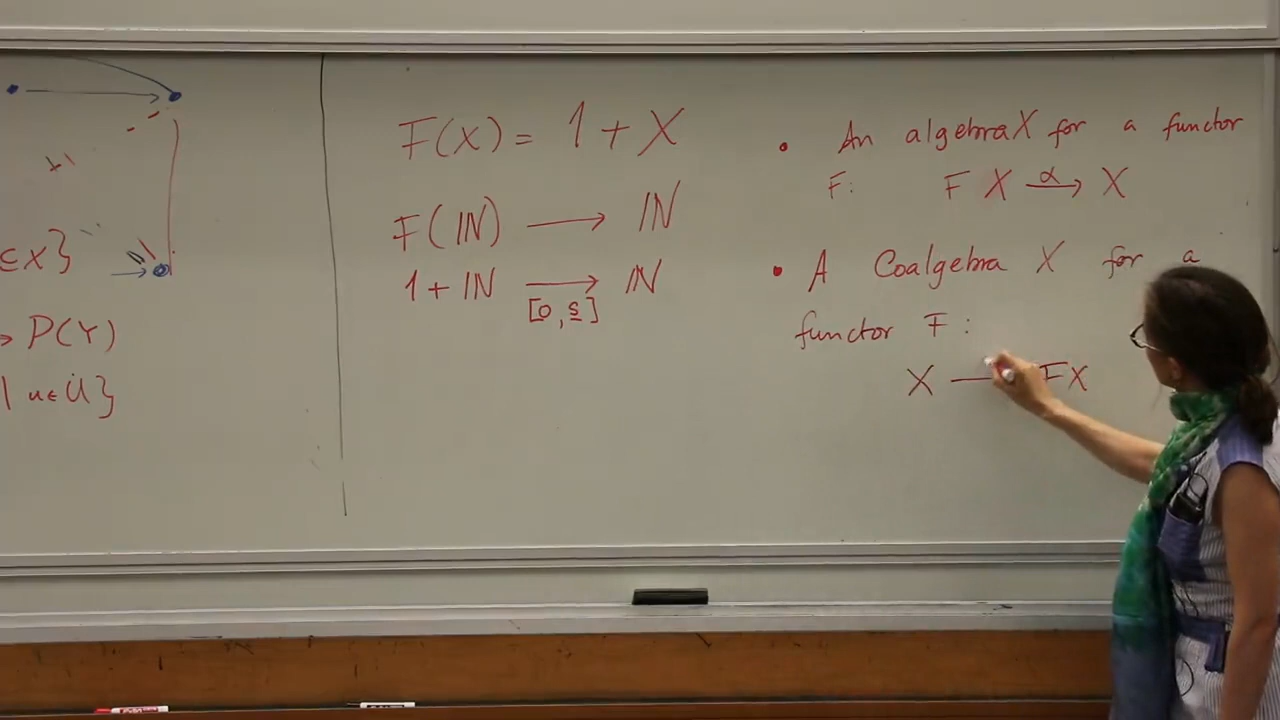 ∈X}
P(Y)
| u∈U}
F(X) = 1 + X
F(IN) ⟶ IN
1 + IN ⟶ IN
[0, s]
• An algebra X for a functor
F: F X ⟶ X
α
• A Coalgebra X for a
functor F:
X — FX